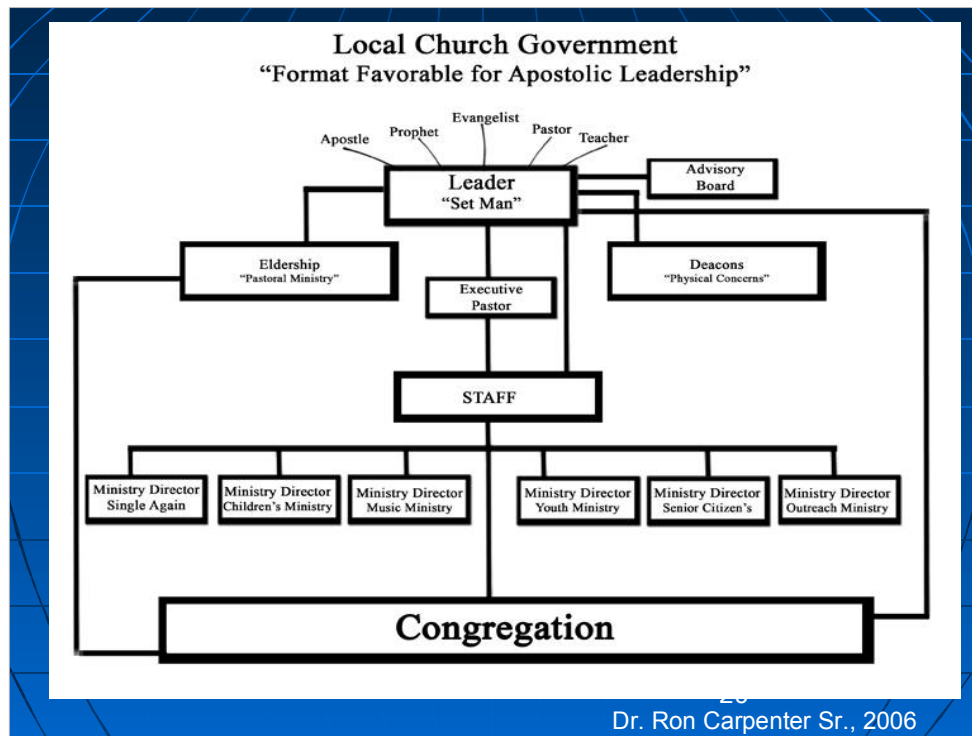 Local Church Government
“Format Favorable for Apostolic Leadership”
Apostle
Prophet
Evangelist
Pastor
Teacher
Leader
“Set Man”
Advisory
Board
Eldership
“Pastoral Ministry”
Executive
Pastor
Deacons
“Physical Concerns”
STAFF
Ministry Director
Single Again
Ministry Director
Children’s Ministry
Ministry Director
Music Ministry
Ministry Director
Youth Ministry
Ministry Director
Senior Citizen’s
Ministry Director
Outreach Ministry
Congregation
Dr. Ron Carpenter Sr., 2006